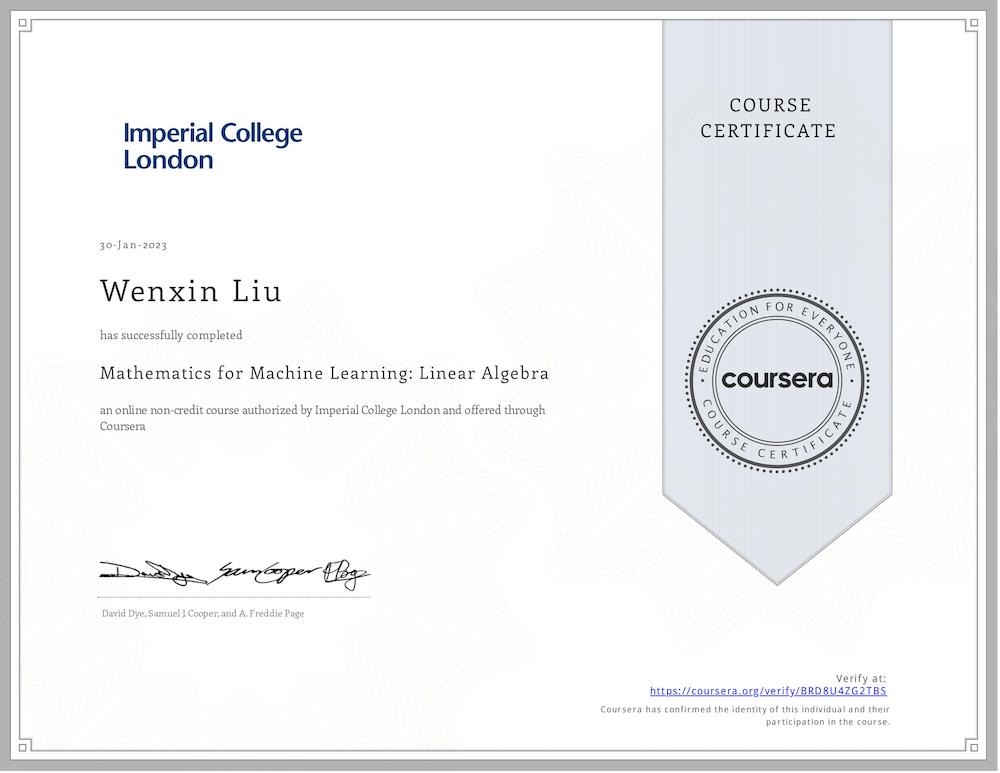 COURSE
CERTIFICATE
Imperial College
London
30-Jan-2023
Wenxin Liu
has successfully completed
Mathematics for Machine Learning: Linear Algebra
an online non-credit course authorized by Imperial College London and offered through
Coursera
EDUCATION FOR EVERYONE
coursera
COURSE CERTIFICATE
David Dye, Samuel J. Cooper, and A. Freddie Page
Verify at:
https://coursera.org/verify/BRD8U4ZG2TBS
Coursera has confirmed the identity of this individual and their
participation in the course.